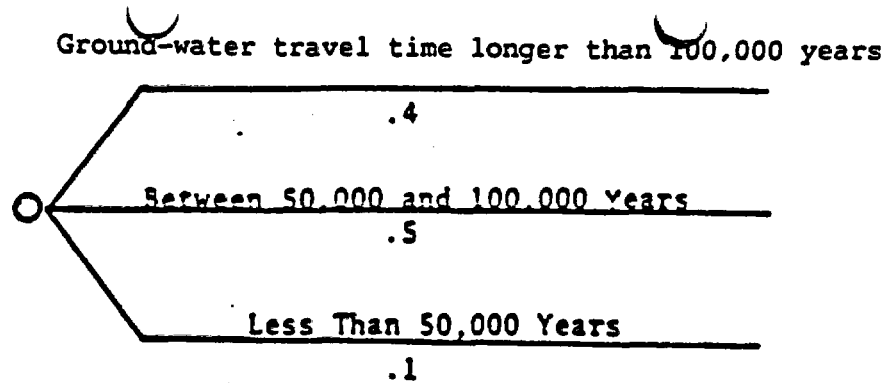 Ground-water travel time longer than 100,000 years
.4
Between 50,000 and 100,000 Years
.5
Less Than 50,000 Years
.1